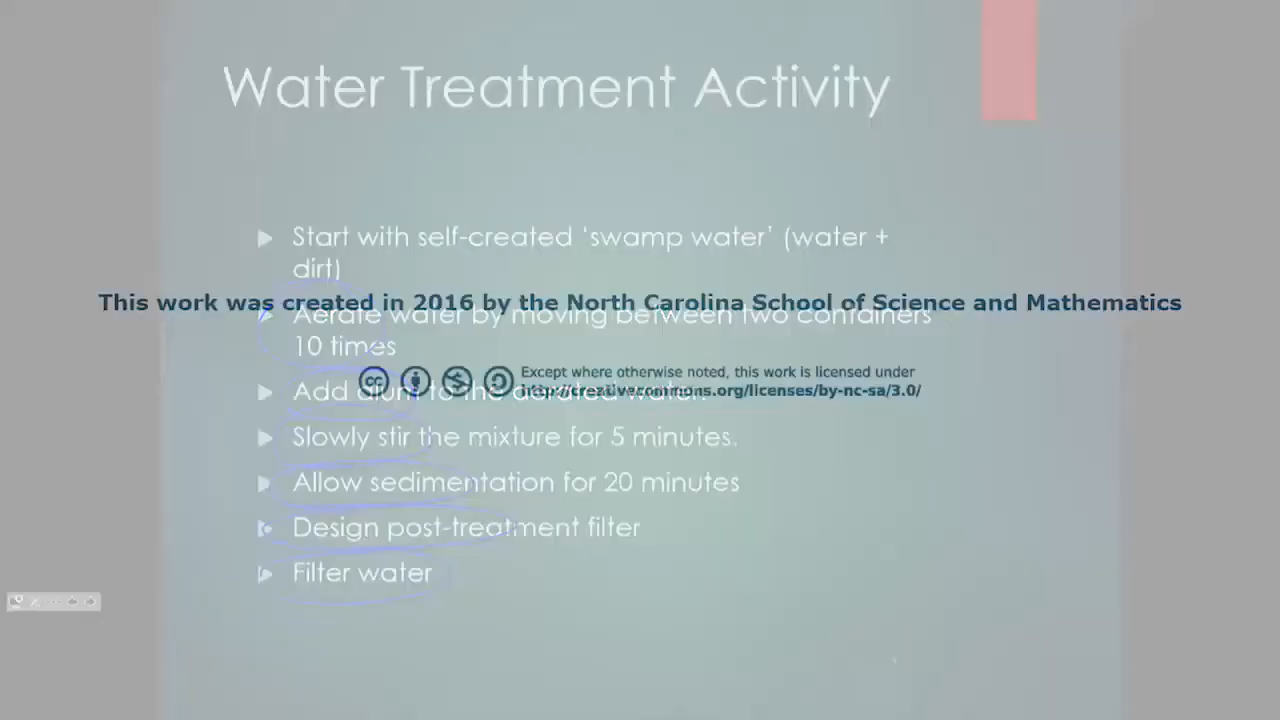 Water Treatment Activity
Start with self-created ‘swamp water’ (water +
dirt)
This work was created in 2016 by the North Carolina School of Science and Mathematics
Aerate water by moving between two containers
10 times
Except where otherwise noted, this work is licensed under
http://creativecommons.org/licenses/by-nc-sa/3.0/
Add alum to the aerated water.
Slowly stir the mixture for 5 minutes.
Allow sedimentation for 20 minutes
Design post-treatment filter
Filter water